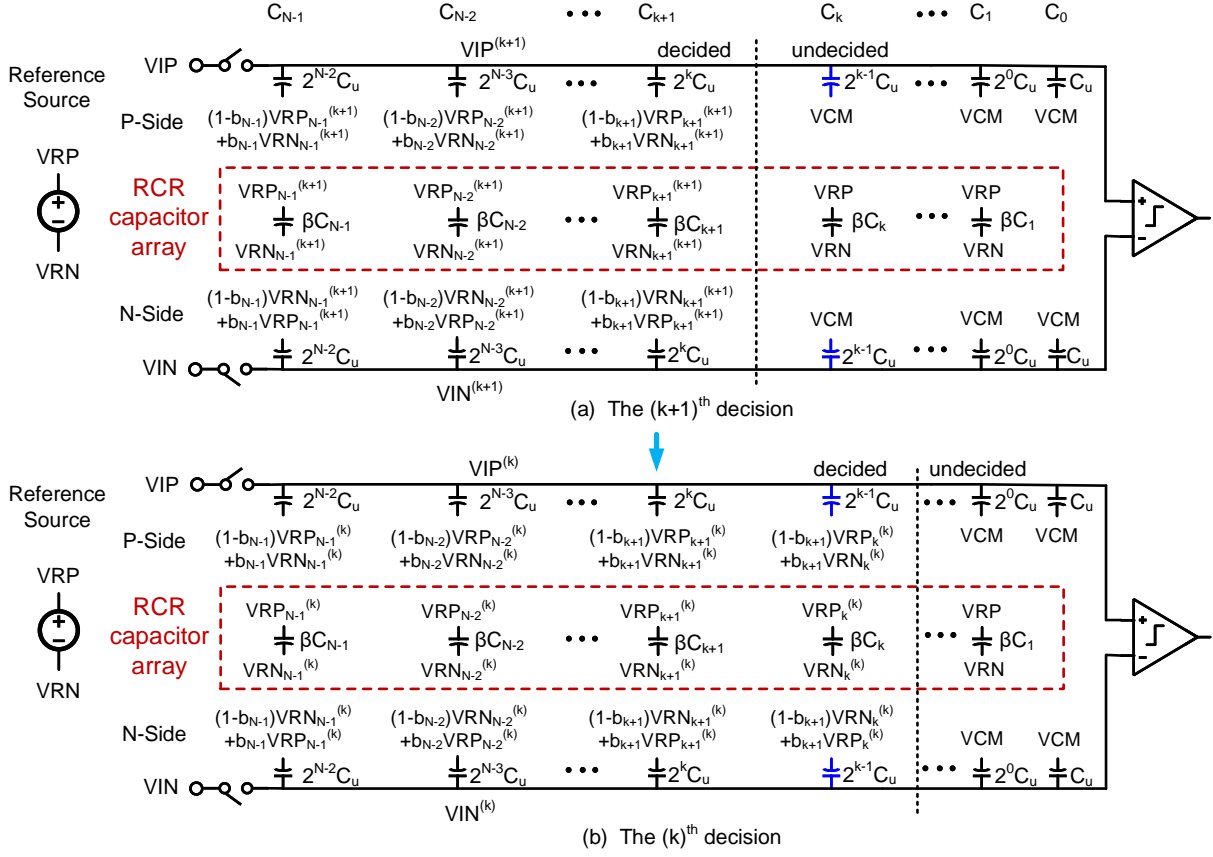 C_{N-1} C_{N-2} ••• C_{k+1} C_k ••• C_1 C_0
VIP^{(k+1)} decided undecided
VIP
Reference
Source
2^{N-2}C_u 2^{N-3}C_u ••• 2^kC_u 2^{k-1}C_u ••• 2^0C_u C_u
P-Side
(1-b_{N-1})VRP_{N-1}^{(k+1)} (1-b_{N-2})VRP_{N-2}^{(k+1)} (1-b_{k+1})VRP_{k+1}^{(k+1)} VCM VCM VCM
+b_{N-1}VRN_{N-1}^{(k+1)} +b_{N-2}VRN_{N-2}^{(k+1)} +b_{k+1}VRN_{k+1}^{(k+1)}
VRP
+
−
VRN
RCR
capacitor
array
VRP_{N-1}^{(k+1)} VRP_{N-2}^{(k+1)} VRP_{k+1}^{(k+1)} VRP VRP
βC_{N-1} βC_{N-2} ••• βC_{k+1} βC_k ••• βC_1
VRN_{N-1}^{(k+1)} VRN_{N-2}^{(k+1)} VRN_{k+1}^{(k+1)} VRN VRN
+
-
N-Side
(1-b_{N-1})VRN_{N-1}^{(k+1)} (1-b_{N-2})VRN_{N-2}^{(k+1)} (1-b_{k+1})VRN_{k+1}^{(k+1)} VCM VCM VCM
+b_{N-1}VRP_{N-1}^{(k+1)} +b_{N-2}VRP_{N-2}^{(k+1)} +b_{k+1}VRP_{k+1}^{(k+1)}
2^{N-2}C_u 2^{N-3}C_u ••• 2^kC_u 2^{k-1}C_u ••• 2^0C_u C_u
VIN
VIN^{(k+1)}
(a) The (k+1)^{th} decision
VIP^{(k)} decided undecided
VIP
Reference
Source
2^{N-2}C_u 2^{N-3}C_u ••• 2^kC_u 2^{k-1}C_u ••• 2^0C_u C_u
P-Side
(1-b_{N-1})VRP_{N-1}^{(k)} (1-b_{N-2})VRP_{N-2}^{(k)} (1-b_{k+1})VRP_{k+1}^{(k)} (1-b_{k+1})VRP_k^{(k)} VCM VCM
+b_{N-1}VRN_{N-1}^{(k)} +b_{N-2}VRN_{N-2}^{(k)} +b_{k+1}VRN_{k+1}^{(k)} +b_{k+1}VRN_k^{(k)}
VRP
+
−
VRN
RCR
capacitor
array
VRP_{N-1}^{(k)} VRP_{N-2}^{(k)} VRP_{k+1}^{(k)} VRP_k^{(k)} VRP
βC_{N-1} βC_{N-2} ••• βC_{k+1} βC_k ••• βC_1
VRN_{N-1}^{(k)} VRN_{N-2}^{(k)} VRN_{k+1}^{(k)} VRN_k^{(k)} VRN
+
-
N-Side
(1-b_{N-1})VRN_{N-1}^{(k)} (1-b_{N-2})VRN_{N-2}^{(k)} (1-b_{k+1})VRN_{k+1}^{(k)} (1-b_{k+1})VRN_k^{(k)} VCM VCM
+b_{N-1}VRP_{N-1}^{(k)} +b_{N-2}VRP_{N-2}^{(k)} +b_{k+1}VRP_{k+1}^{(k)} +b_{k+1}VRP_k^{(k)}
2^{N-2}C_u 2^{N-3}C_u ••• 2^kC_u 2^{k-1}C_u ••• 2^0C_u C_u
VIN
VIN^{(k)}
(b) The (k)^{th} decision